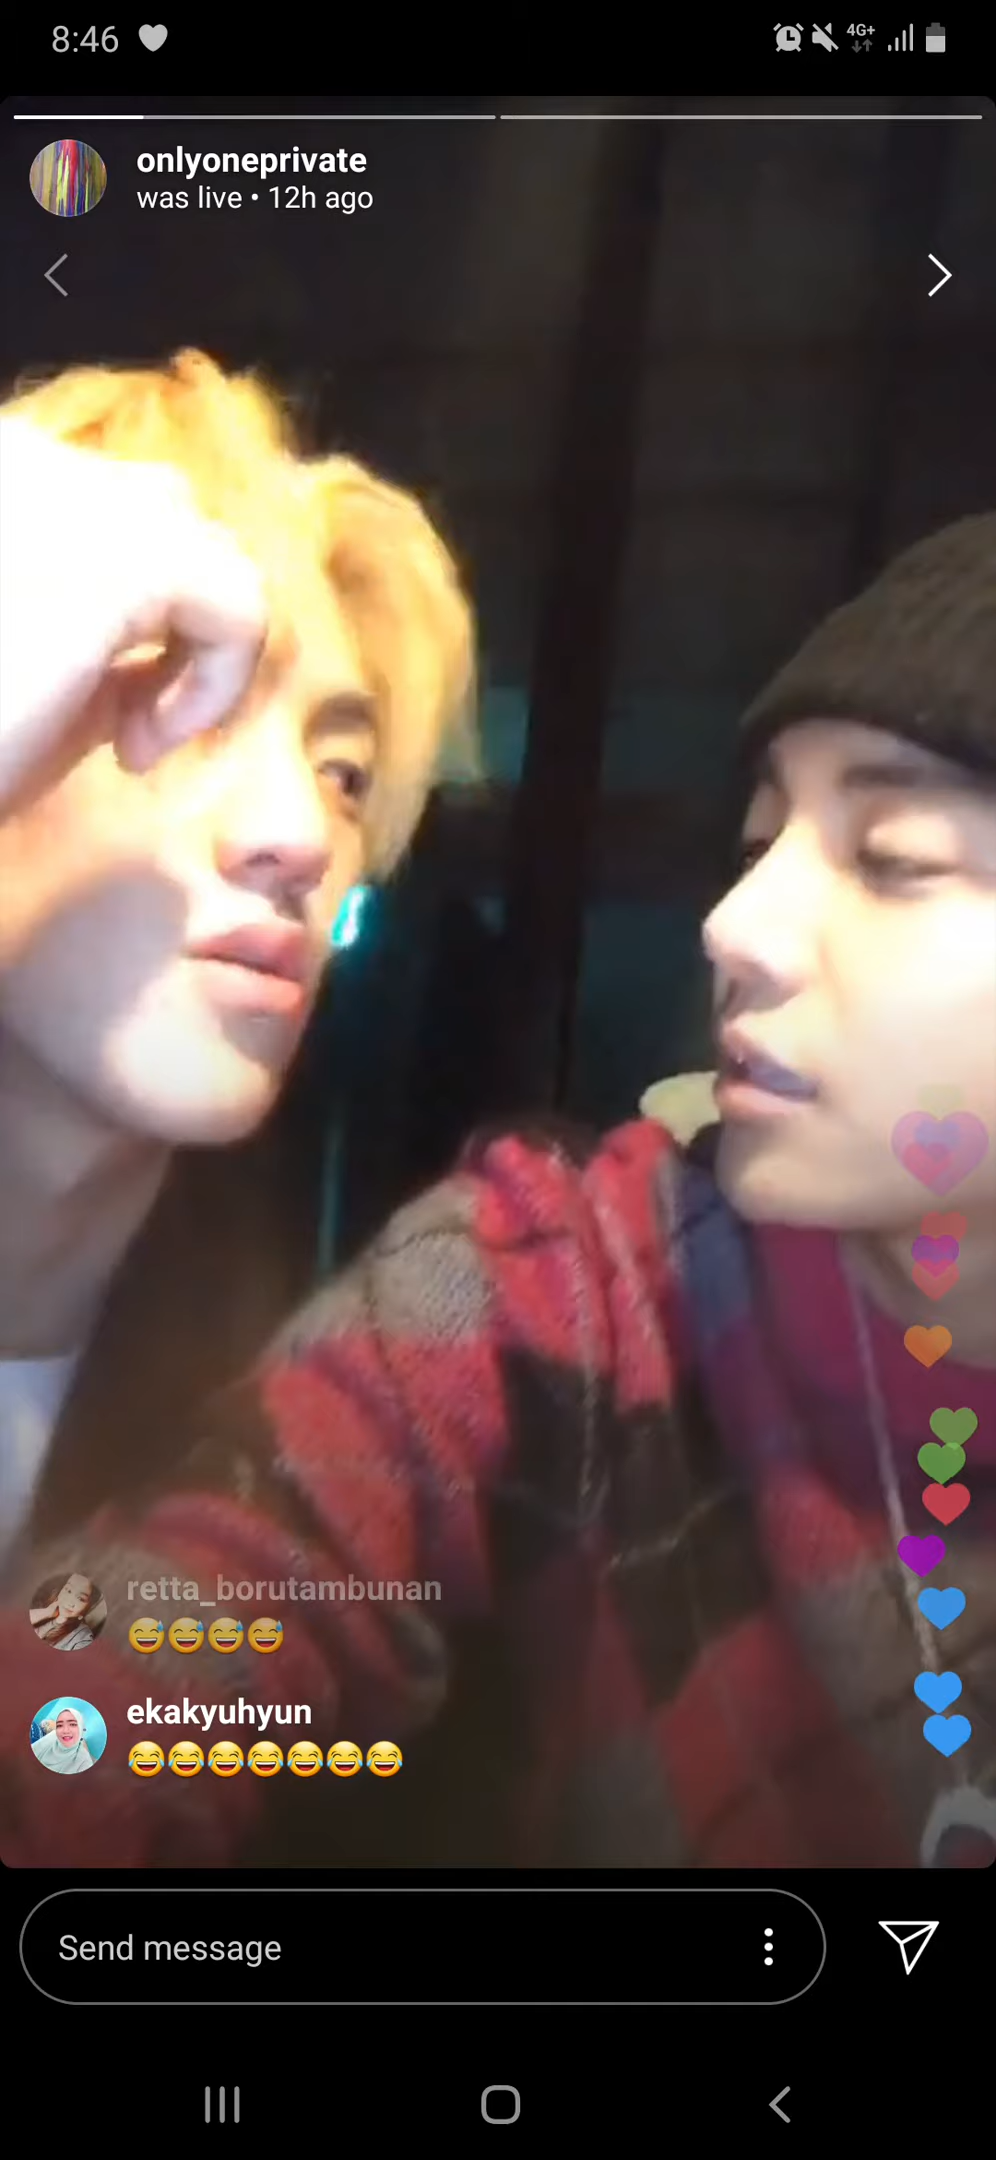 8:46
4G+
onlyoneprivate
was live • 12h ago
retta_borutambunan
😅😅😅😅
ekakyuhyun
😂😂😂😂😂😂😂
Send message